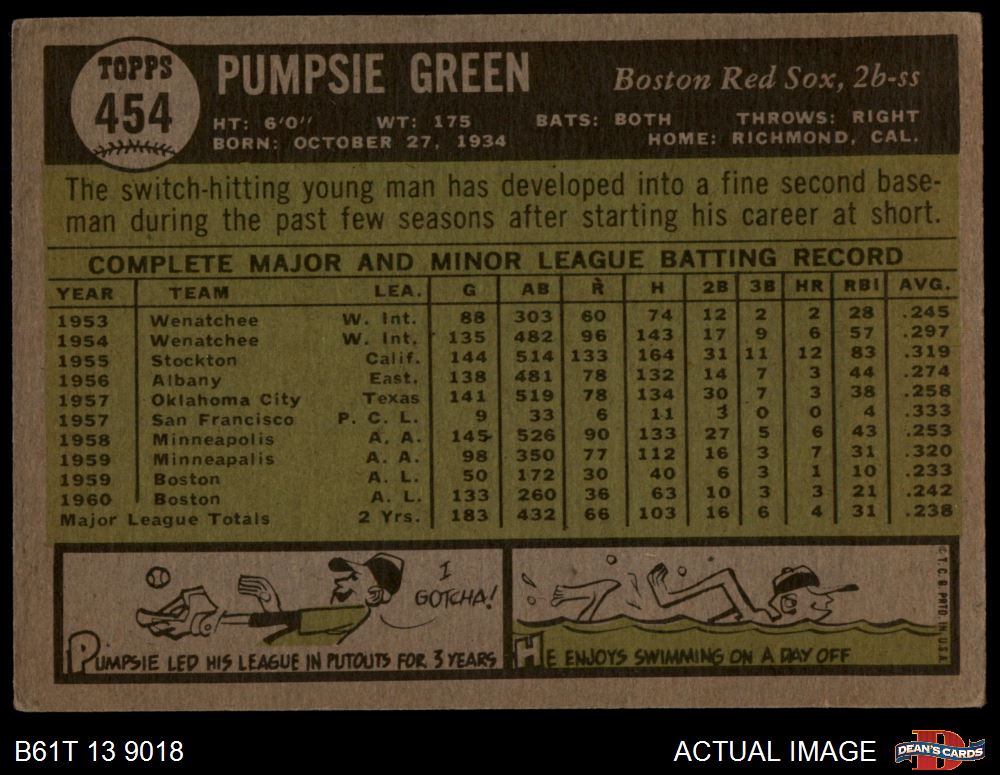 TOPPS
454
PUMPSIE GREEN
Boston Red Sox, 2b-ss
HT: 6'0" WT: 175 BATS: BOTH THROWS: RIGHT
BORN: OCTOBER 27, 1934 HOME: RICHMOND, CAL.
The switch-hitting young man has developed into a fine second base-
man during the past few seasons after starting his career at short.
COMPLETE MAJOR AND MINOR LEAGUE BATTING RECORD
YEAR TEAM LEA. G AB R H 2B 3B HR RBI AVG.
1953 Wenatchee W. Int. 88 303 60 74 12 2 2 28 .245
1954 Wenatchee W. Int. 135 482 96 143 17 9 6 57 .297
1955 Stockton Calif. 144 514 133 164 31 11 12 83 .319
1956 Albany East. 138 481 78 132 14 7 3 44 .274
1957 Oklahoma City Texas 141 519 78 134 30 7 3 38 .258
1957 San Francisco P. C. L. 9 33 6 11 3 0 0 4 .333
1958 Minneapolis A. A. 145 526 90 133 27 5 6 43 .253
1959 Minneapalis A. A. 98 350 77 112 16 3 7 31 .320
1959 Boston A. L. 50 172 30 40 6 3 1 10 .233
1960 Boston A. L. 133 260 36 63 10 3 3 21 .242
Major League Totals 2 Yrs. 183 432 66 103 16 6 4 31 .238
I
GOTCHA!
PUMPSIE LED HIS LEAGUE IN PUTOUTS FOR 3 YEARS
HE ENJOYS SWIMMING ON A DAY OFF
© T. C. G. PRTD. IN U.S.A.
B61T 13 9018
ACTUAL IMAGE
D
DEAN'S CARDS